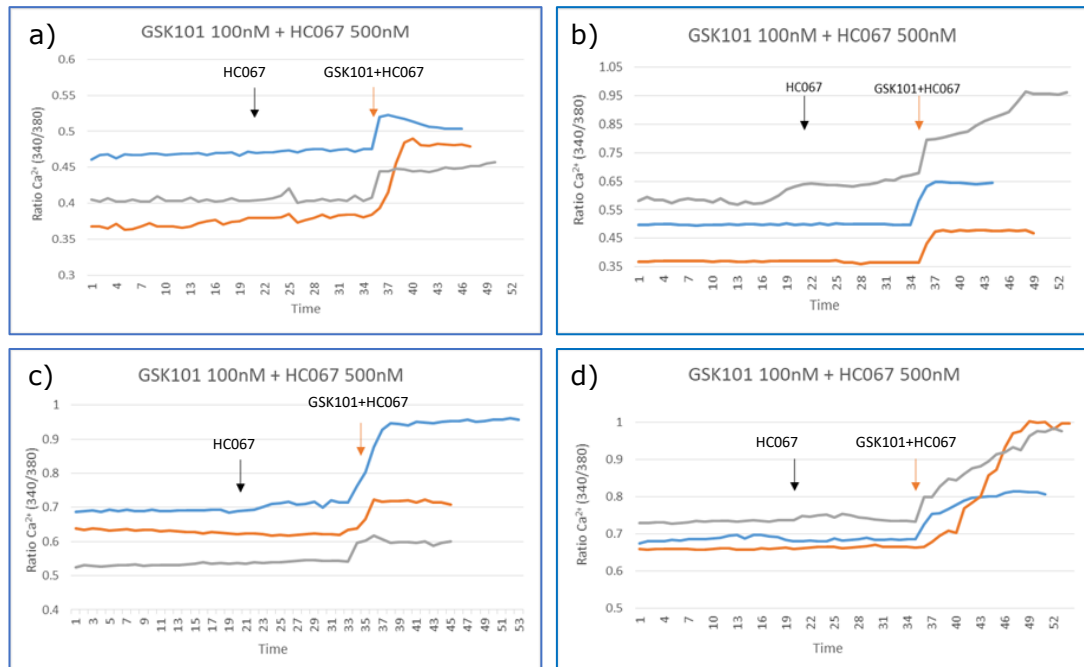 a)
GSK101 100nM + HC067 500nM
HC067
GSK101+HC067
Ratio Ca²⁺ (340/380)
0.6
0.55
0.5
0.45
0.4
0.35
0.3
1 4 7 10 13 16 19 22 25 28 31 34 37 40 43 46 49 52
Time
b)
GSK101 100nM + HC067 500nM
HC067
GSK101+HC067
Ratio Ca²⁺ (340/380)
1.05
0.95
0.85
0.75
0.65
0.55
0.45
0.35
1 4 7 10 13 16 19 22 25 28 31 34 37 40 43 46 49 52
Time
c)
GSK101 100nM + HC067 500nM
GSK101+HC067
HC067
Ratio Ca²⁺ (340/380)
1
0.9
0.8
0.7
0.6
0.5
0.4
1 3 5 7 9 11 13 15 17 19 21 23 25 27 29 31 33 35 37 39 41 43 45 47 49 51 53
Time
d)
GSK101 100nM + HC067 500nM
HC067
GSK101+HC067
Ratio Ca²⁺ (340/380)
1
0.9
0.8
0.7
0.6
0.5
1 4 7 10 13 16 19 22 25 28 31 34 37 40 43 46 49 52
Time